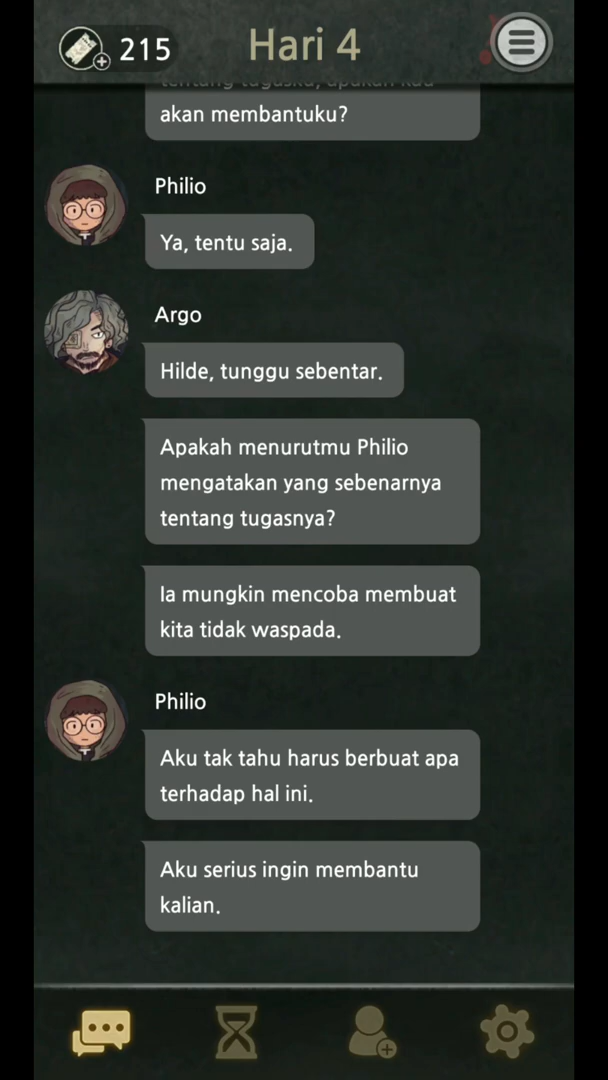 215
Hari 4
akan membantuku?
Philio
Ya, tentu saja.
Argo
Hilde, tunggu sebentar.
Apakah menurutmu Philio
mengatakan yang sebenarnya
tentang tugasnya?
Ia mungkin mencoba membuat
kita tidak waspada.
Philio
Aku tak tahu harus berbuat apa
terhadap hal ini.
Aku serius ingin membantu
kalian.